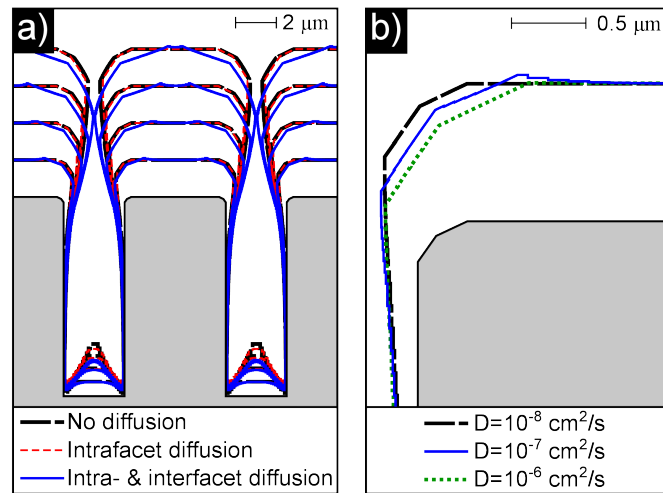 a)
2 μm
No diffusion
Intrafacet diffusion
Intra- & interfacet diffusion
b)
0.5 μm
D=10⁻⁸ cm²/s
D=10⁻⁷ cm²/s
D=10⁻⁶ cm²/s